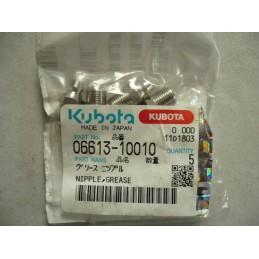 Kubota KUBOTA
MADE IN JAPAN 0 000
PART NO. 品番 11D1803
06613-10010 QUANTITY
PART NAME 品名 数量 5
グリース ニップル
NIPPLE,GREASE